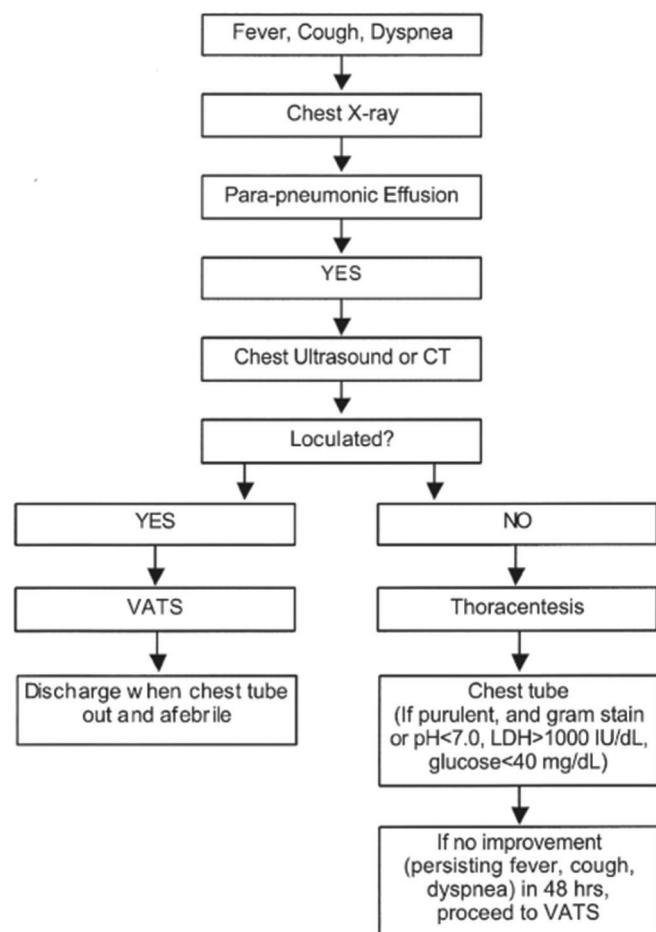 Fever, Cough, Dyspnea
Chest X-ray
Para-pneumonic Effusion
YES
Chest Ultrasound or CT
Loculated?
YES
VATS
Discharge when chest tube
out and afebrile
NO
Thoracentesis
Chest tube
(If purulent, and gram stain
or pH<7.0, LDH>1000 IU/dL,
glucose<40 mg/dL)
If no improvement
(persisting fever, cough,
dyspnea) in 48 hrs,
proceed to VATS